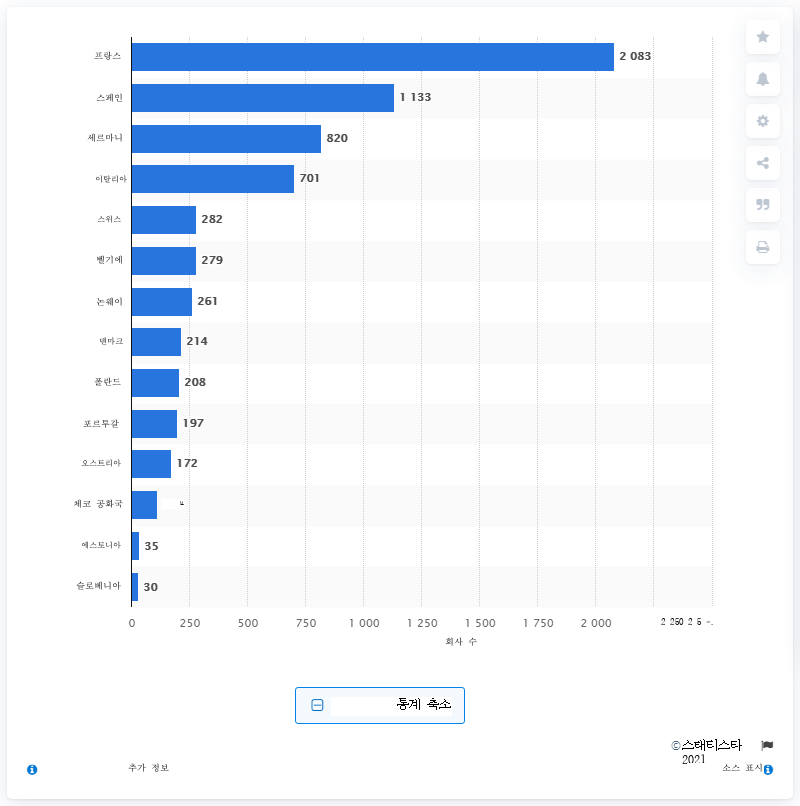 프랑스 2 083
스페인 1 133
세르마니 820
이탈리아 701
스위스 282
벨기에 279
논웨이 261
덴마크 214
폴란드 208
포르투갈 197
오스트리아 172
체코 공화국
에스토니아 35
슬로베니아 30
0 250 500 750 1 000 1 250 1 500 1 750 2 000 2 250 2 5
회사 수
통계 축소
©스태티스타
2021
추가 정보 소스 표시